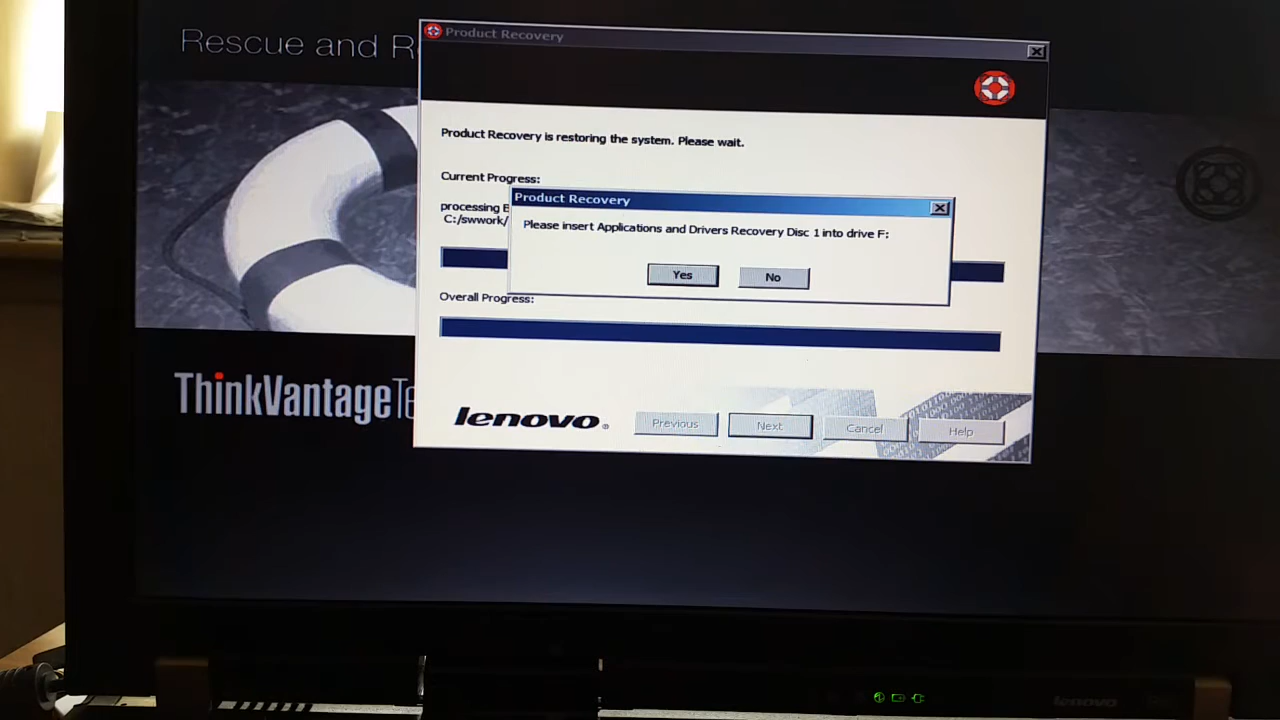 Rescue and R
Product Recovery
Product Recovery is restoring the system. Please wait.
Current Progress:
processing
C:/swwork/
Product Recovery
Please insert Applications and Drivers Recovery Disc 1 into drive F:
Yes
No
Overall Progress:
ThinkVantage
lenovo
Previous
Next
Cancel
Help
lenovo